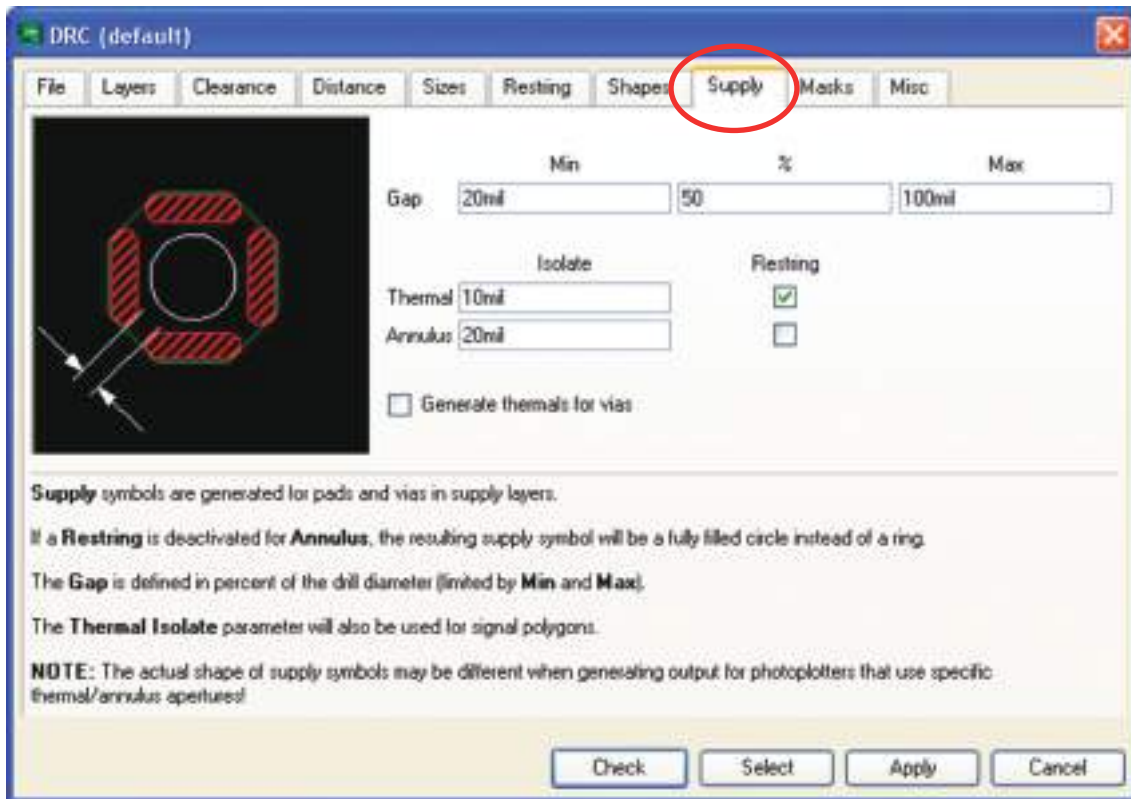 DRC (default)
File Layers Clearance Distance Sizes Restring Shapes Supply Masks Misc
Min % Max
Gap 20mil 50 100mil
Isolate Restring
Thermal 10mil
Annulus 20mil
Generate thermals for vias
Supply symbols are generated for pads and vias in supply layers.
If a Restring is deactivated for Annulus, the resulting supply symbol will be a fully filled circle instead of a ring.
The Gap is defined in percent of the drill diameter (limited by Min and Max).
The Thermal Isolate parameter will also be used for signal polygons.
NOTE: The actual shape of supply symbols may be different when generating output for photoplotters that use specific
thermal/annulus apertures!
Check Select Apply Cancel